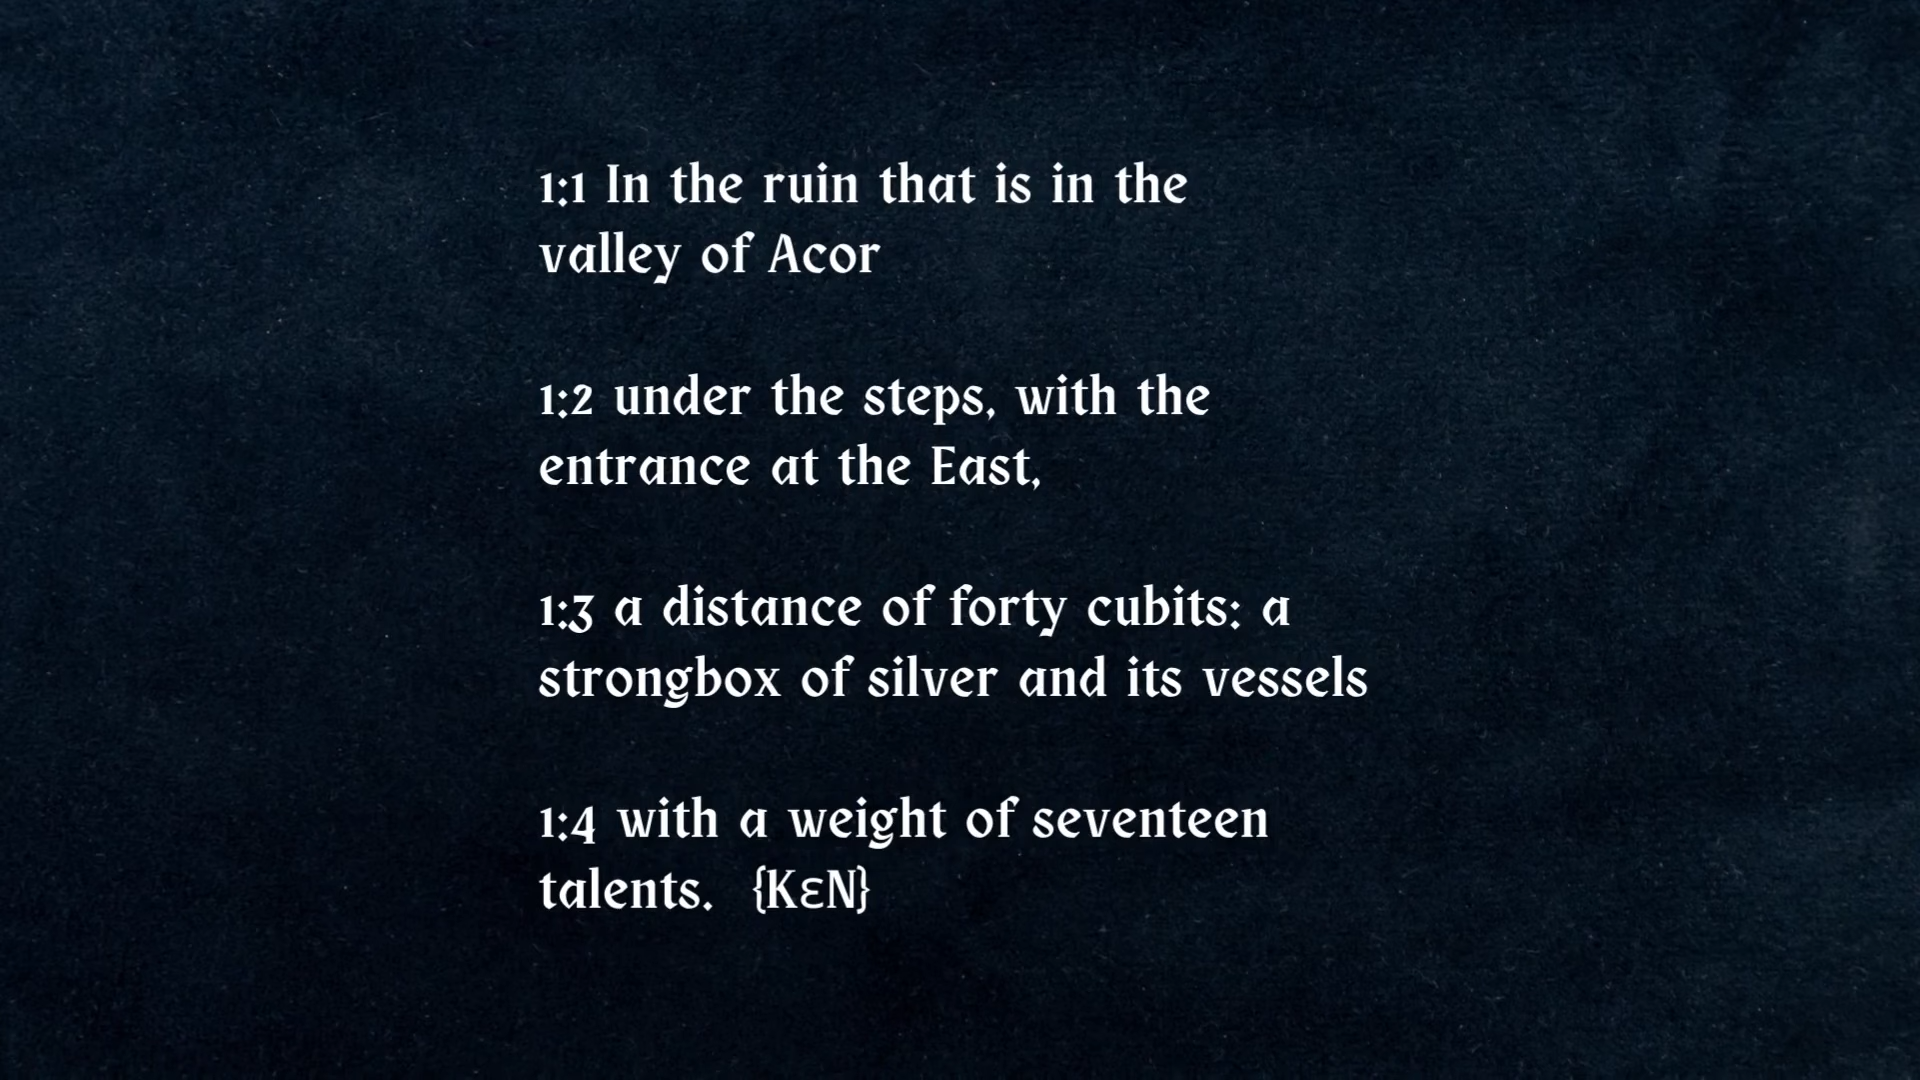 1:1 In the ruin that is in the
valley of Acor
1:2 under the steps, with the
entrance at the East,
1:3 a distance of forty cubits: a
strongbox of silver and its vessels
1:4 with a weight of seventeen
talents. {KεN}